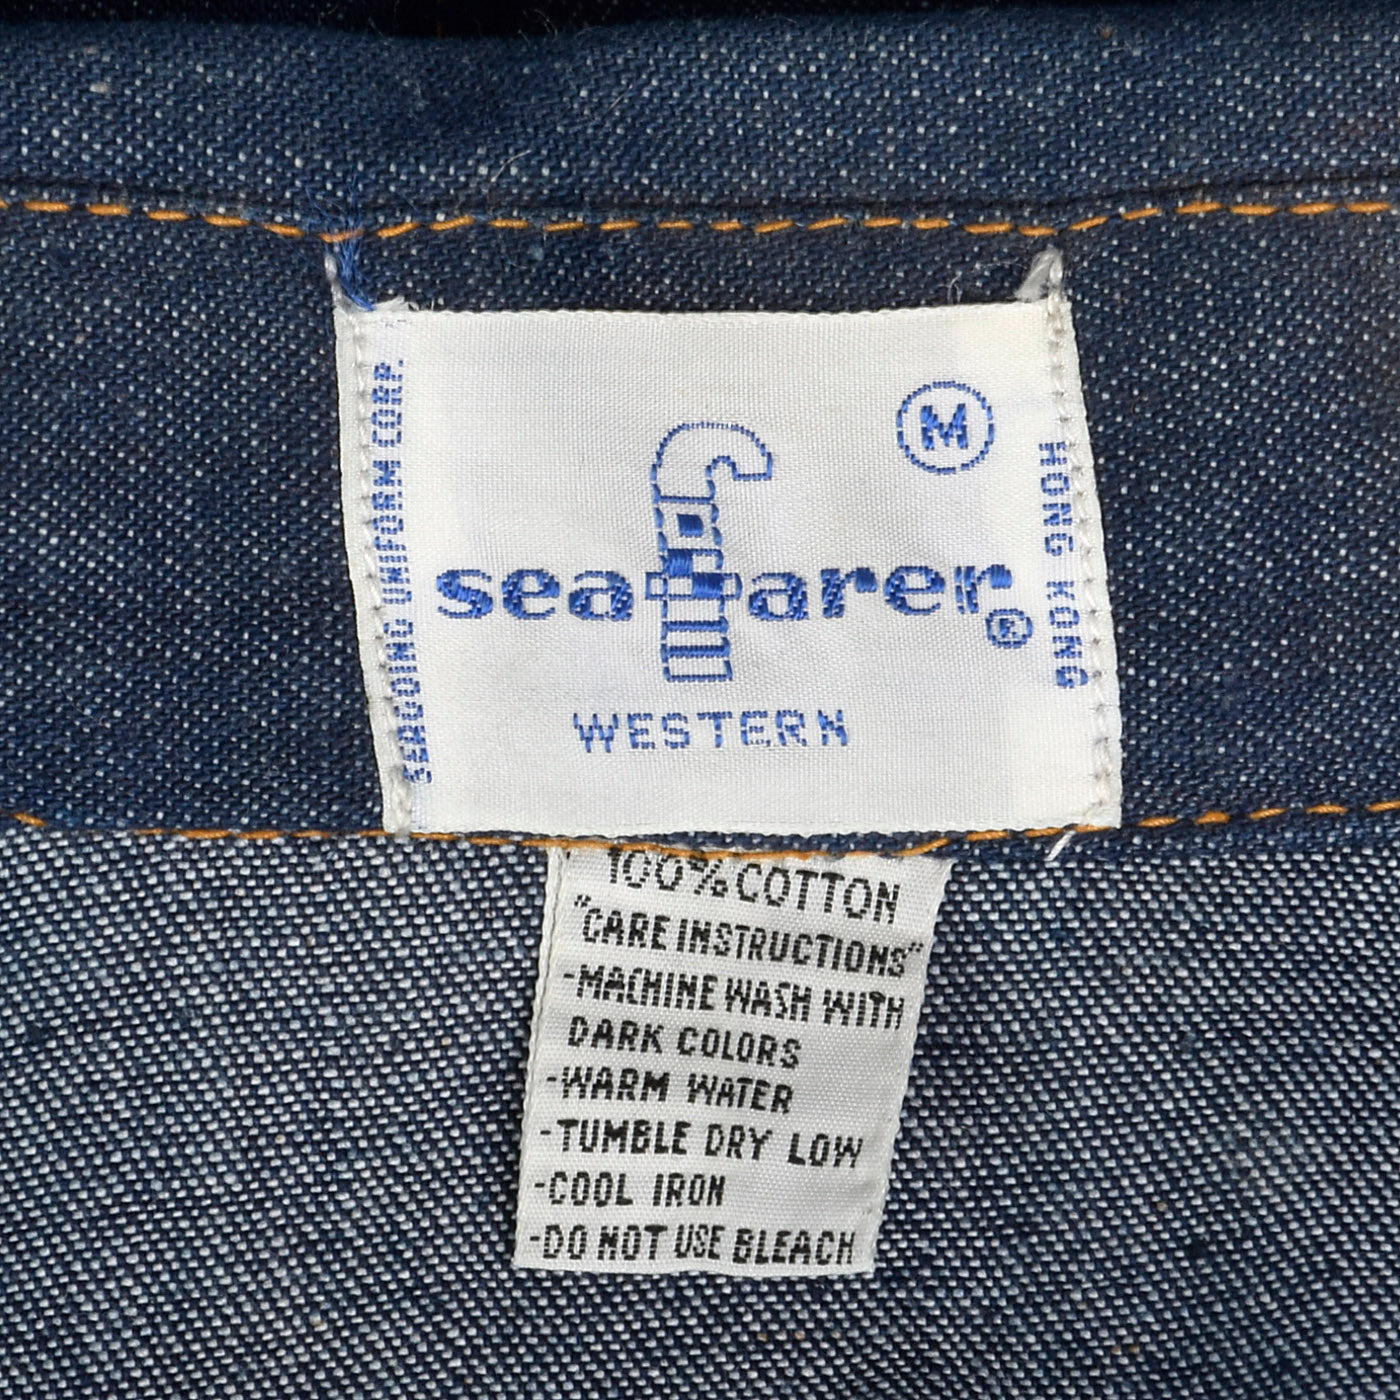 SEAGOING UNIFORM CORP.
M
HONG KONG
seafarer®
WESTERN
100% COTTON
"CARE INSTRUCTIONS"
-MACHINE WASH WITH
DARK COLORS
-WARM WATER
-TUMBLE DRY LOW
-COOL IRON
-DO NOT USE BLEACH